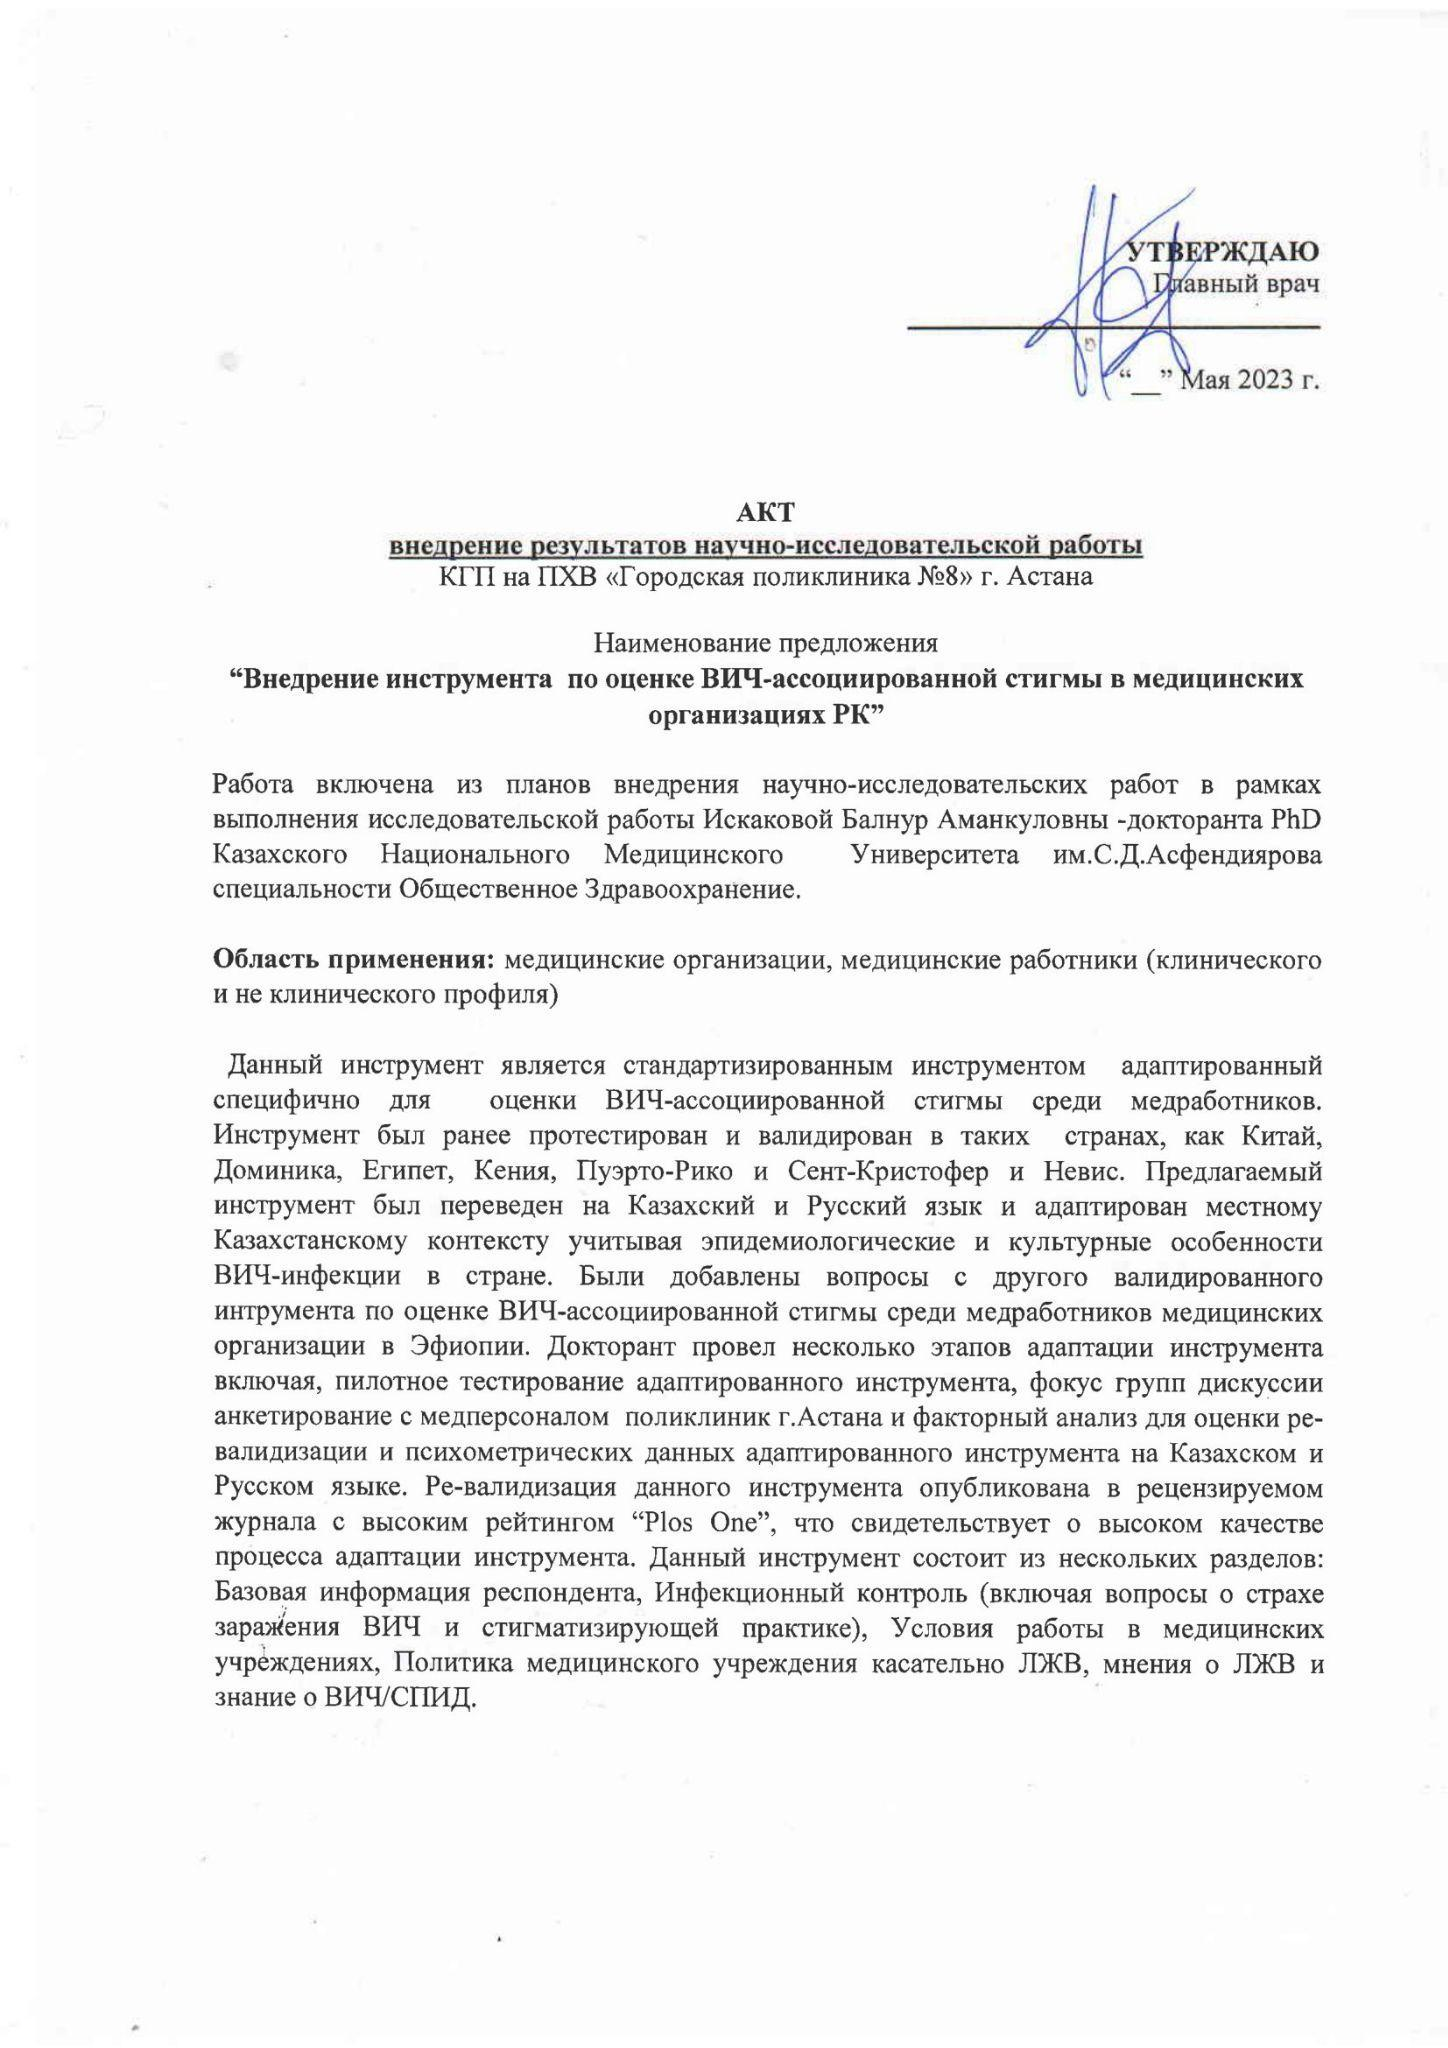 УТВЕРЖДАЮ
Главный врач
“__” Мая 2023 г.
АКТ
внедрение результатов научно-исследовательской работы
КГП на ПХВ «Городская поликлиника №8» г. Астана
Наименование предложения
“Внедрение инструмента по оценке ВИЧ-ассоциированной стигмы в медицинских
организациях РК”
Работа включена из планов внедрения научно-исследовательских работ в рамках
выполнения исследовательской работы Искаковой Балнур Аманкуловны -докторанта PhD
Казахского Национального Медицинского Университета им.С.Д.Асфендиярова
специальности Общественное Здравоохранение.
Область применения: медицинские организации, медицинские работники (клинического
и не клинического профиля)
Данный инструмент является стандартизированным инструментом адаптированный
специфично для оценки ВИЧ-ассоциированной стигмы среди медработников.
Инструмент был ранее протестирован и валидирован в таких странах, как Китай,
Доминика, Египет, Кения, Пуэрто-Рико и Сент-Кристофер и Невис. Предлагаемый
инструмент был переведен на Казахский и Русский язык и адаптирован местному
Казахстанскому контексту учитывая эпидемиологические и культурные особенности
ВИЧ-инфекции в стране. Были добавлены вопросы с другого валидированного
интрумента по оценке ВИЧ-ассоциированной стигмы среди медработников медицинских
организации в Эфиопии. Докторант провел несколько этапов адаптации инструмента
включая, пилотное тестирование адаптированного инструмента, фокус групп дискуссии
анкетирование с медперсоналом поликлиник г.Астана и факторный анализ для оценки ре-
валидизации и психометрических данных адаптированного инструмента на Казахском и
Русском языке. Ре-валидизация данного инструмента опубликована в рецензируемом
журнала с высоким рейтингом “Plos One”, что свидетельствует о высоком качестве
процесса адаптации инструмента. Данный инструмент состоит из нескольких разделов:
Базовая информация респондента, Инфекционный контроль (включая вопросы о страхе
заражения ВИЧ и стигматизирующей практике), Условия работы в медицинских
учреждениях, Политика медицинского учреждения касательно ЛЖВ, мнения о ЛЖВ и
знание о ВИЧ/СПИД.